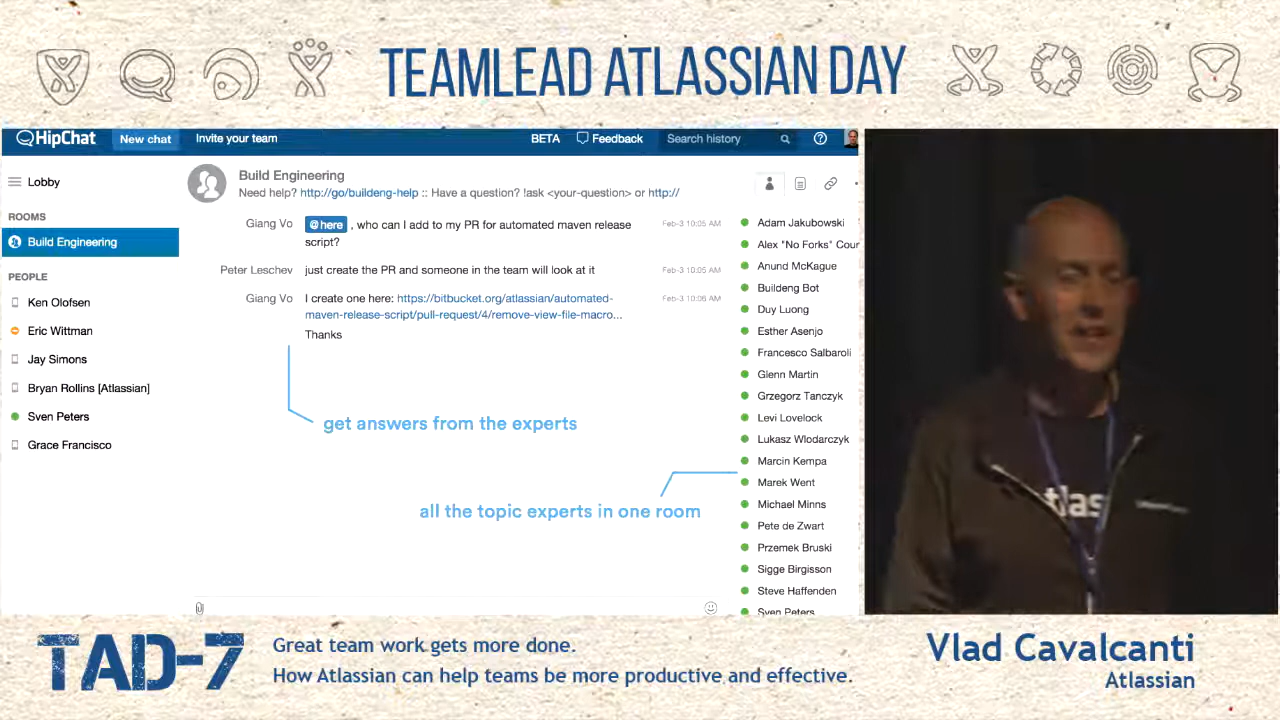 TEAMLEAD ATLASSIAN DAY
HipChat
New chat
Invite your team
BETA
Feedback
Search history
Lobby
ROOMS
Build Engineering
PEOPLE
Ken Olofsen
Eric Wittman
Jay Simons
Bryan Rollins [Atlassian]
Sven Peters
Grace Francisco
Build Engineering
Need help? http://go/buildeng-help :: Have a question? !ask <your-question> or http://
Giang Vo
@here , who can I add to my PR for automated maven release
script?
Feb-3 10:05 AM
Peter Leschev
just create the PR and someone in the team will look at it
Feb-3 10:05 AM
Giang Vo
I create one here: https://bitbucket.org/atlassian/automated-
maven-release-script/pull-request/4/remove-view-file-macro...
Thanks
Feb-3 10:06 AM
get answers from the experts
all the topic experts in one room
Adam Jakubowski
Alex "No Forks" Cour
Anund McKague
Buildeng Bot
Duy Luong
Esther Asenjo
Francesco Salbaroli
Glenn Martin
Grzegorz Tanczyk
Levi Lovelock
Lukasz Wlodarczyk
Marcin Kempa
Marek Went
Michael Minns
Pete de Zwart
Przemek Bruski
Sigge Birgisson
Steve Haffenden
Sven Peters
tlas
TAD-7
Great team work gets more done.
How Atlassian can help teams be more productive and effective.
Vlad Cavalcanti
Atlassian